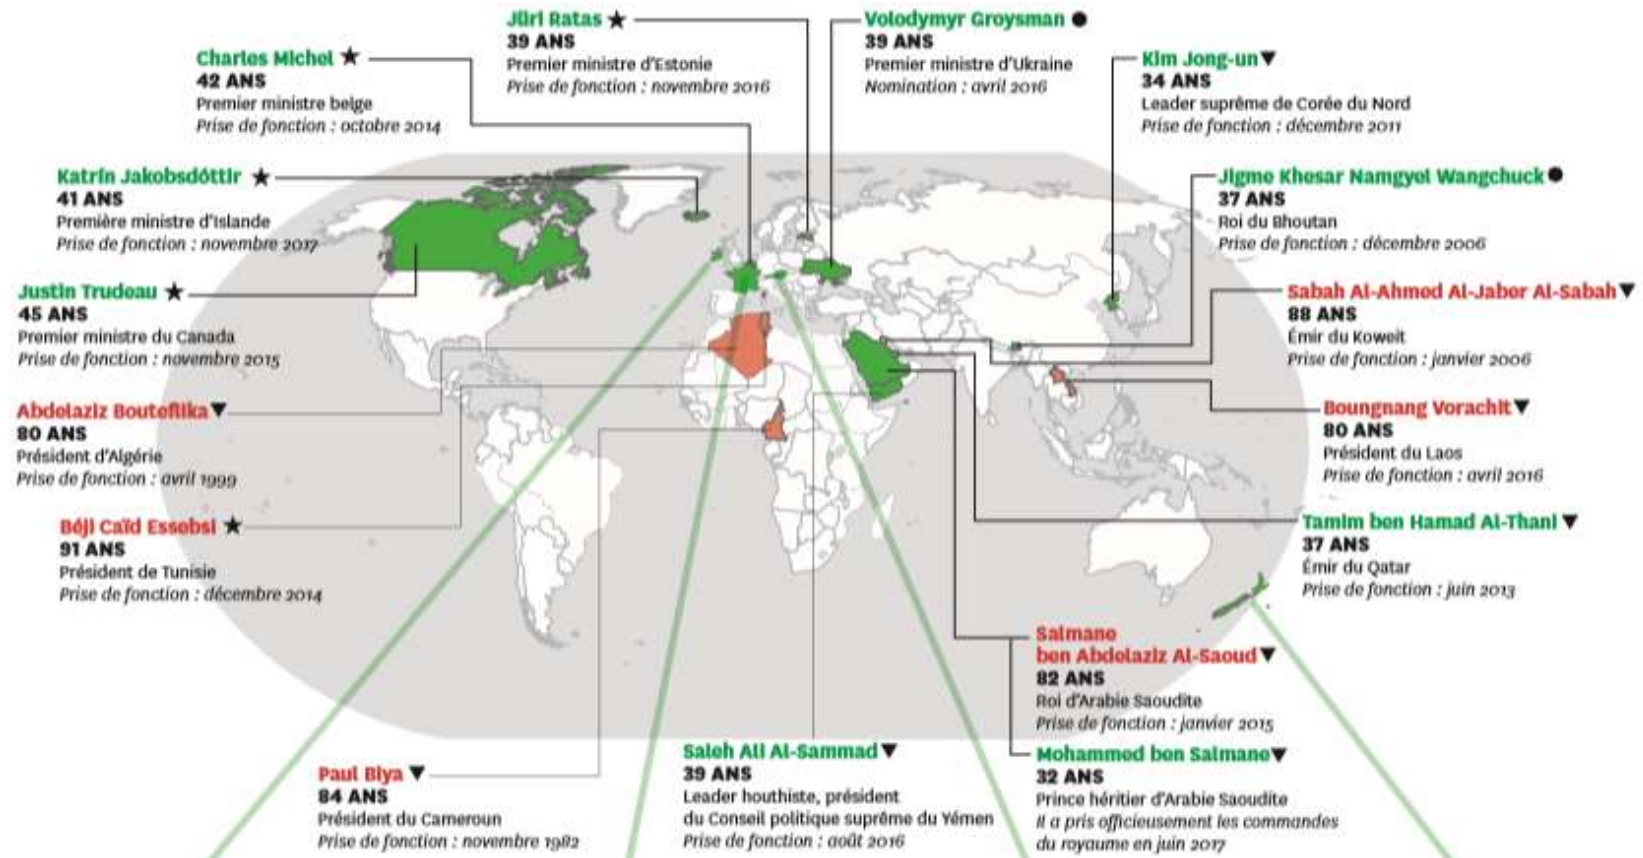 Jüri Ratas ★
39 ANS
Premier ministre d'Estonie
Prise de fonction : novembre 2016
Volodymyr Groysman ●
39 ANS
Premier ministre d'Ukraine
Nomination : avril 2016
Charles Michel ★
42 ANS
Premier ministre belge
Prise de fonction : octobre 2014
Kim Jong-un ▼
34 ANS
Leader suprême de Corée du Nord
Prise de fonction : décembre 2011
Katrín Jakobsdóttir ★
41 ANS
Première ministre d'Islande
Prise de fonction : novembre 2017
Jigme Khesar Namgyel Wangchuck ●
37 ANS
Roi du Bhoutan
Prise de fonction : décembre 2006
Justin Trudeau ★
45 ANS
Premier ministre du Canada
Prise de fonction : novembre 2015
Sabah Al-Ahmed Al-Jaber Al-Sabah ▼
88 ANS
Émir du Koweït
Prise de fonction : janvier 2006
Abdelaziz Bouteflika ▼
80 ANS
Président d'Algérie
Prise de fonction : avril 1999
Boungnang Vorachit ▼
80 ANS
Président du Laos
Prise de fonction : avril 2016
Béji Caïd Essebsi ★
91 ANS
Président de Tunisie
Prise de fonction : décembre 2014
Tamim ben Hamad Al-Thani ▼
37 ANS
Émir du Qatar
Prise de fonction : juin 2013
Salmane
ben Abdelaziz Al-Saoud ▼
82 ANS
Roi d'Arabie Saoudite
Prise de fonction : janvier 2015
Paul Biya ▼
84 ANS
Président du Cameroun
Prise de fonction : novembre 1982
Saleh Ali Al-Sammad ▼
39 ANS
Leader houthiste, président
du Conseil politique suprême du Yémen
Prise de fonction : août 2016
Mohammed ben Salmane ▼
32 ANS
Prince héritier d'Arabie Saoudite
Il a pris officieusement les commandes
du royaume en juin 2017